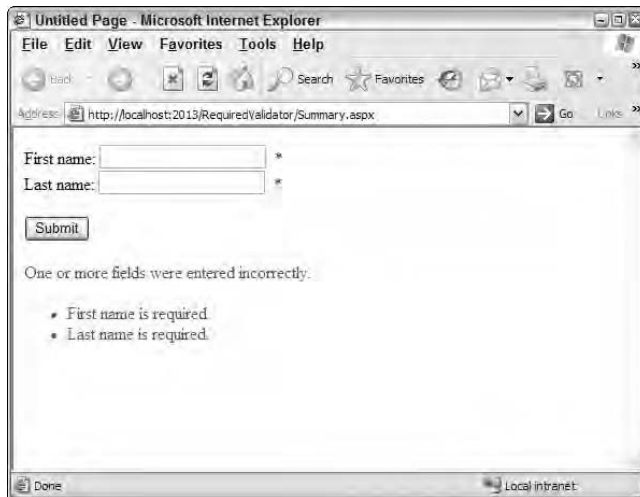 Untitled Page - Microsoft Internet Explorer
File Edit View Favorites Tools Help
Back Search Favorites
Address http://localhost:2013/RequiredValidator/Summary.aspx Go Links »
First name: *
Last name: *
Submit
One or more fields were entered incorrectly.
• First name is required.
• Last name is required.
Done Local intranet